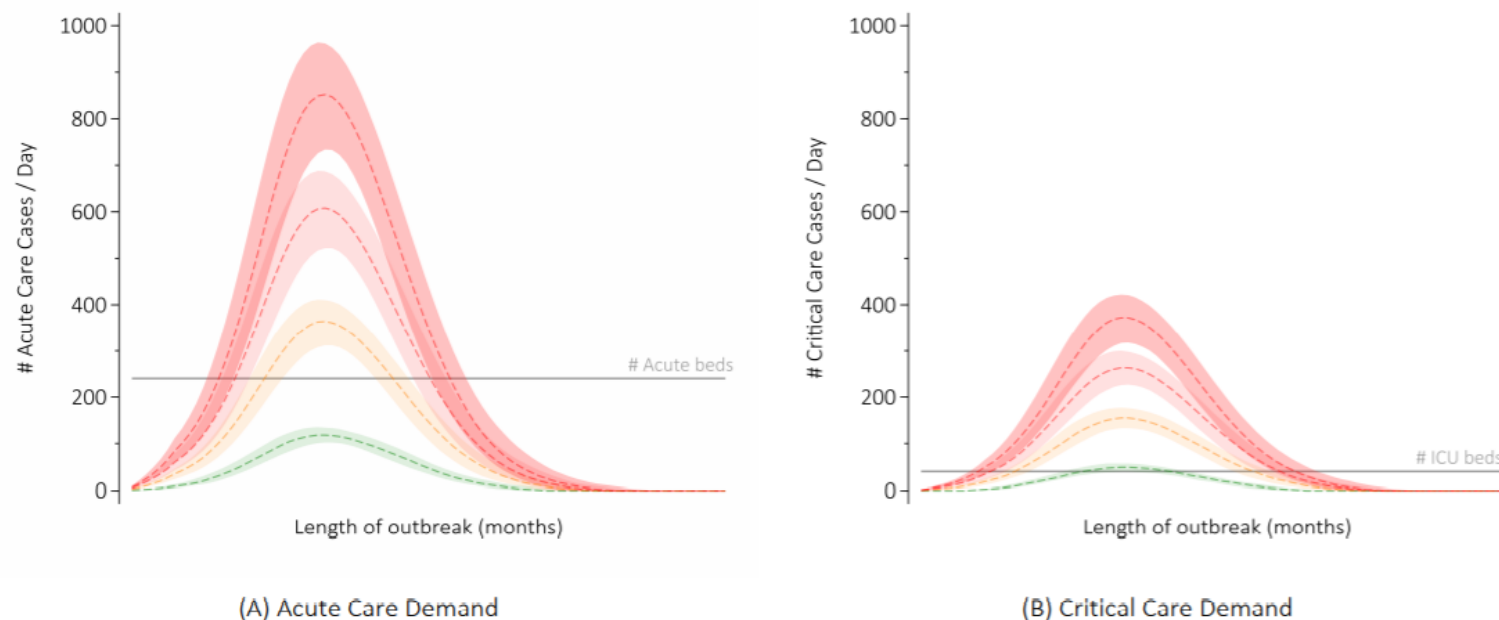 # Acute Care Cases / Day
1000
800
600
400
200
0
# Acute beds
Length of outbreak (months)
(A) Acute Care Demand
# Critical Care Cases / Day
1000
800
600
400
200
0
# ICU beds
Length of outbreak (months)
(B) Critical Care Demand